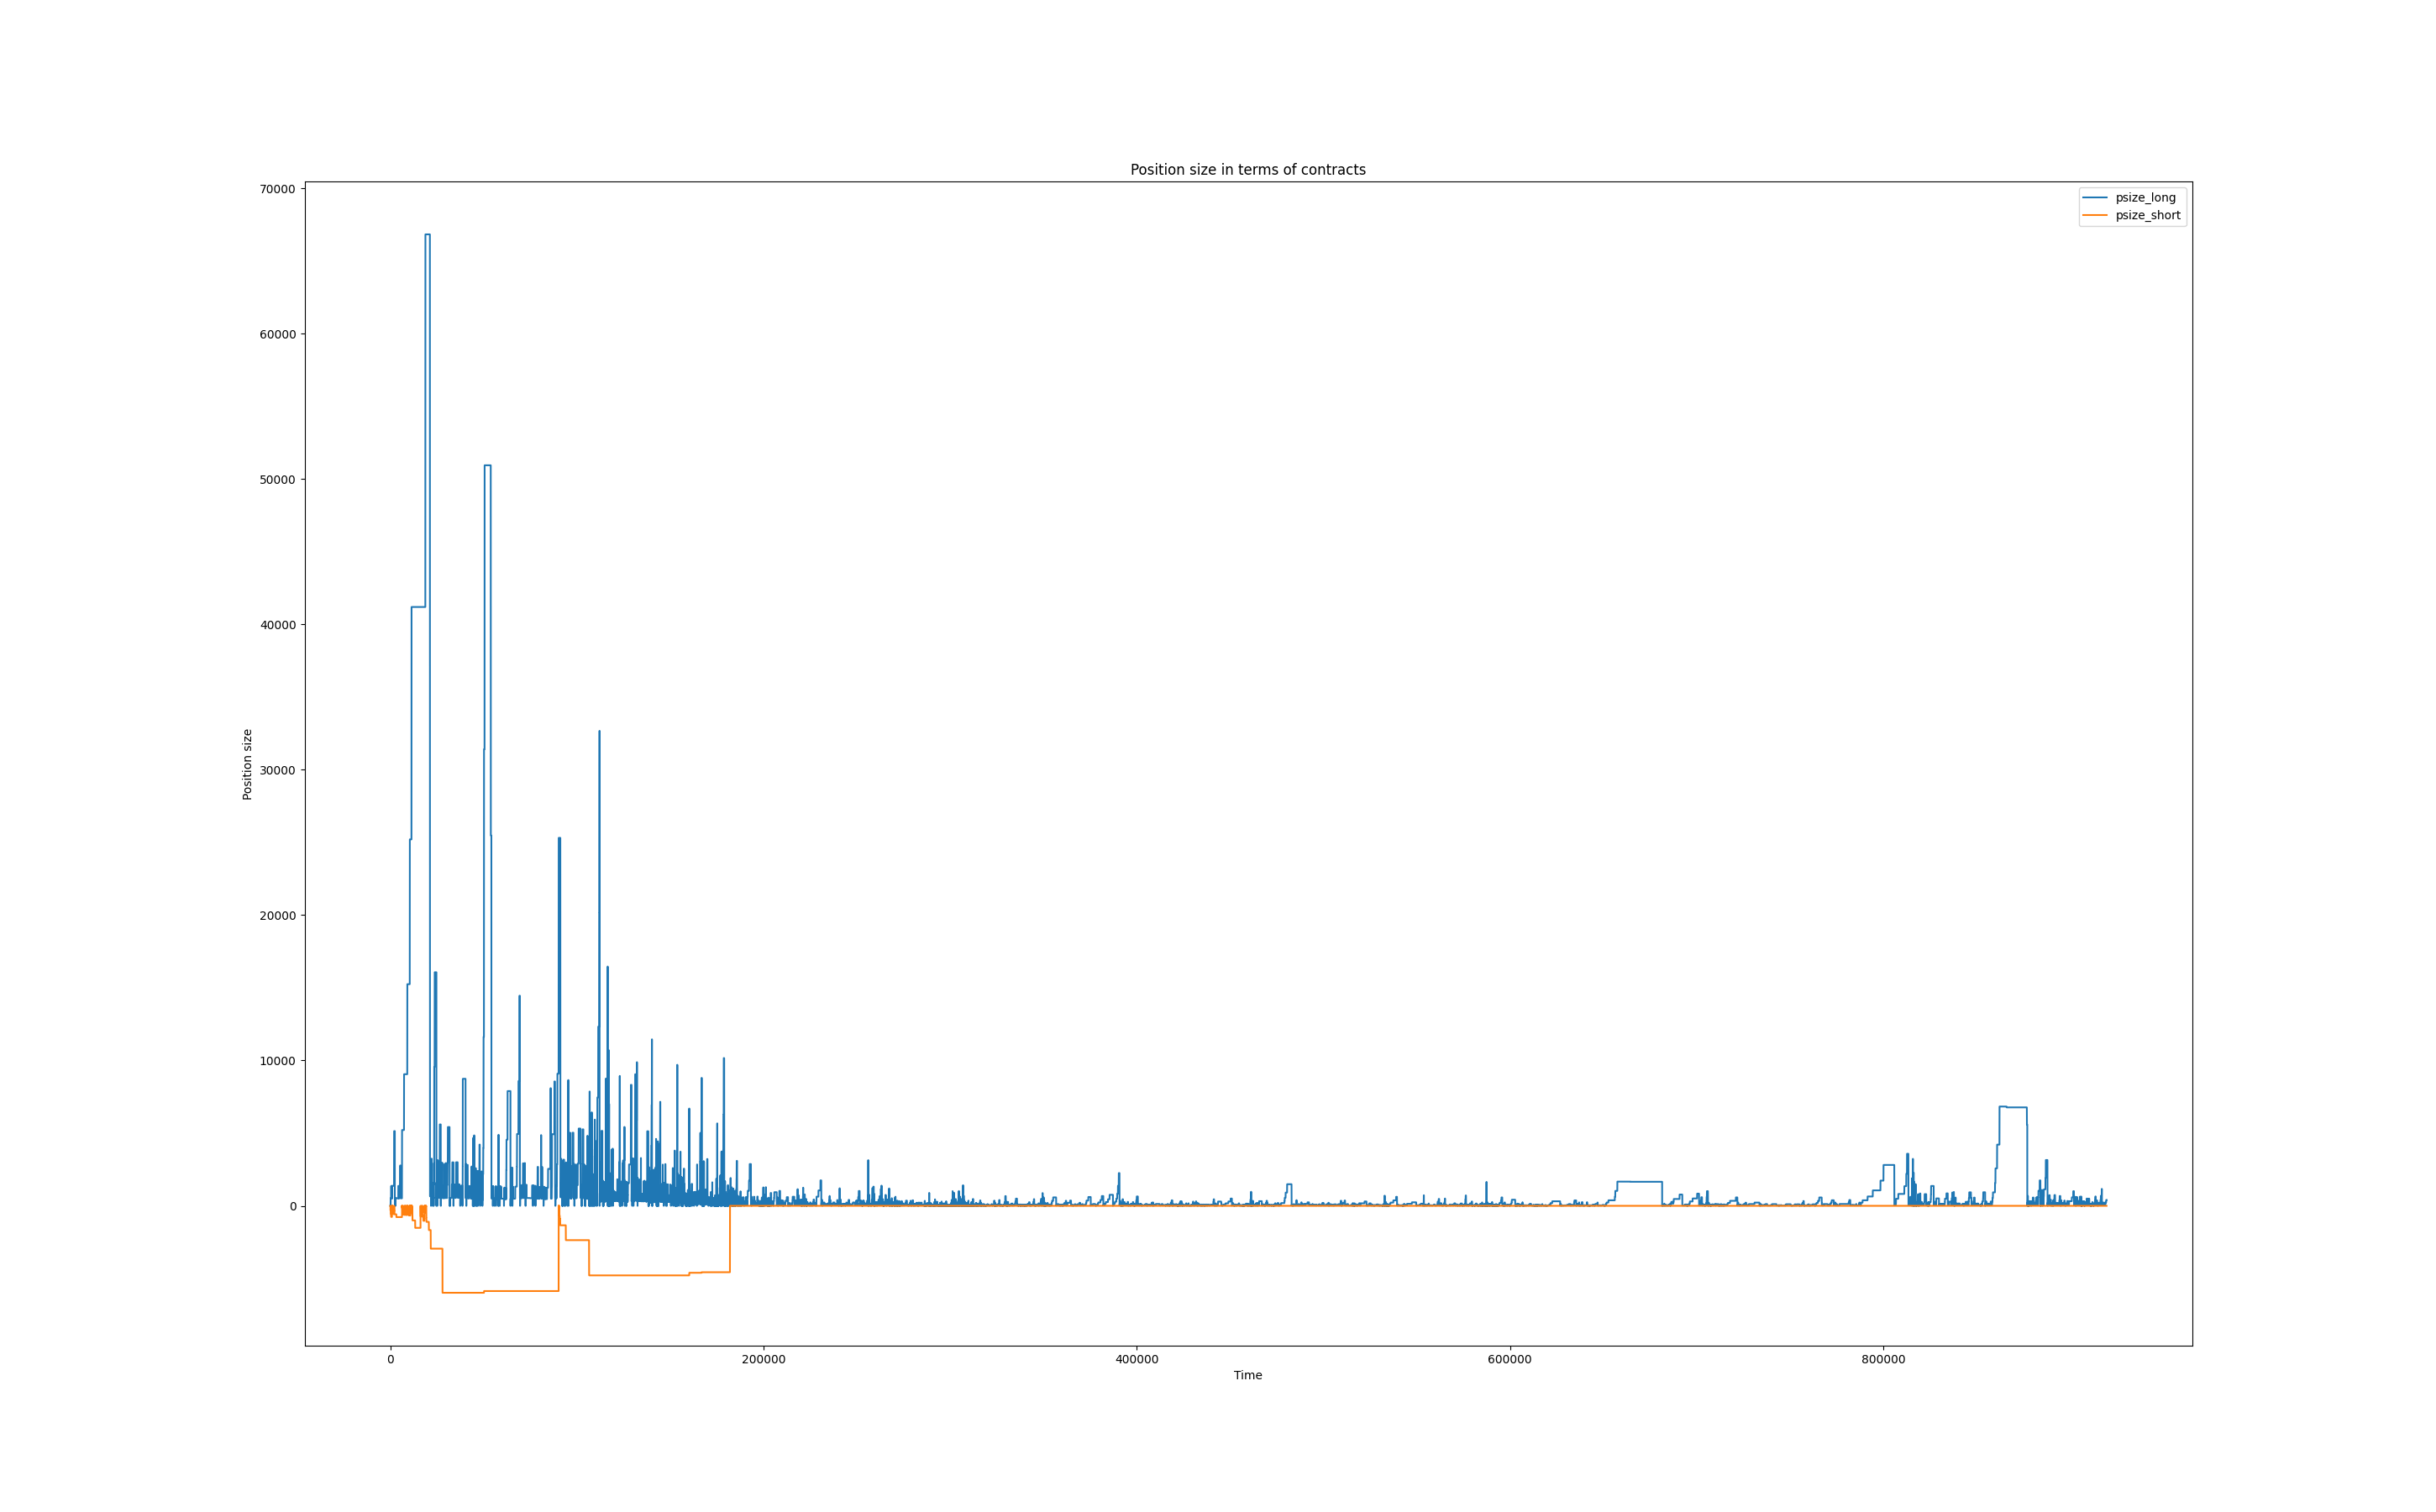 Position size in terms of contracts
psize_long
psize_short
70000
60000
50000
40000
30000
20000
10000
0
Position size
0 200000 400000 600000 800000
Time